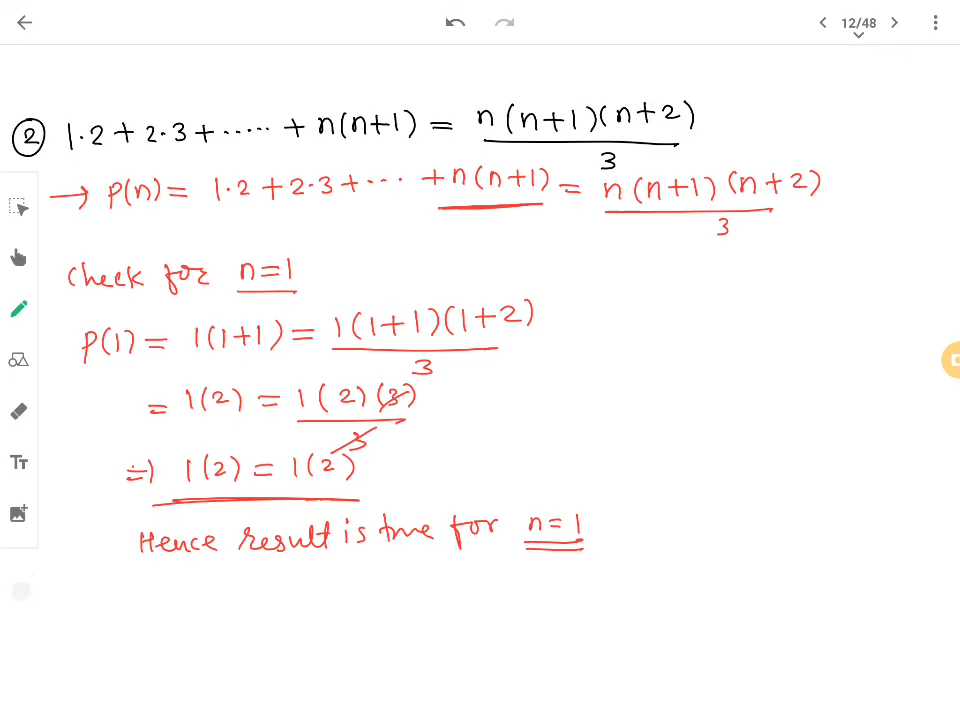 12/48
② 1·2 + 2·3 + ..... + n(n+1) = n(n+1)(n+2)/3
→ P(n) = 1·2 + 2·3 + ... + n(n+1) = n(n+1)(n+2)/3
Check for n=1
P(1) = 1(1+1) = 1(1+1)(1+2)/3
= 1(2) = 1(2)(3)/3
=) 1(2) = 1(2)
Hence result is true for n=1
TT